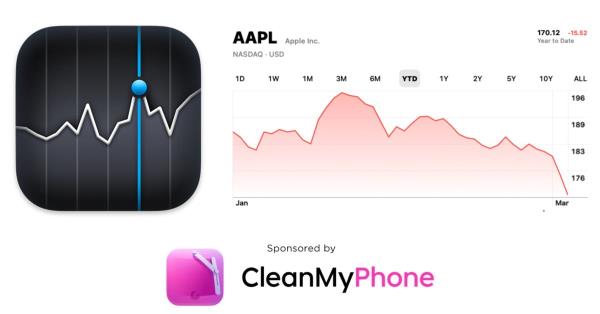 AAPL Apple Inc.
170.12 -15.52
Year to Date
NASDAQ · USD
1D 1W 1M 3M 6M YTD 1Y 2Y 5Y 10Y ALL
196
189
183
176
Jan Mar
Sponsored by
CleanMyPhone